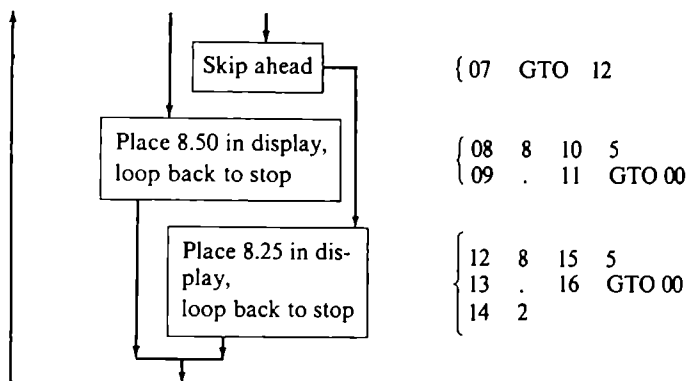 Skip ahead { 07 GTO 12
Place 8.50 in display,
loop back to stop
{ 08 8 10 5
09 . 11 GTO 00
Place 8.25 in dis-
play,
loop back to stop
{ 12 8 15 5
13 . 16 GTO 00
14 2